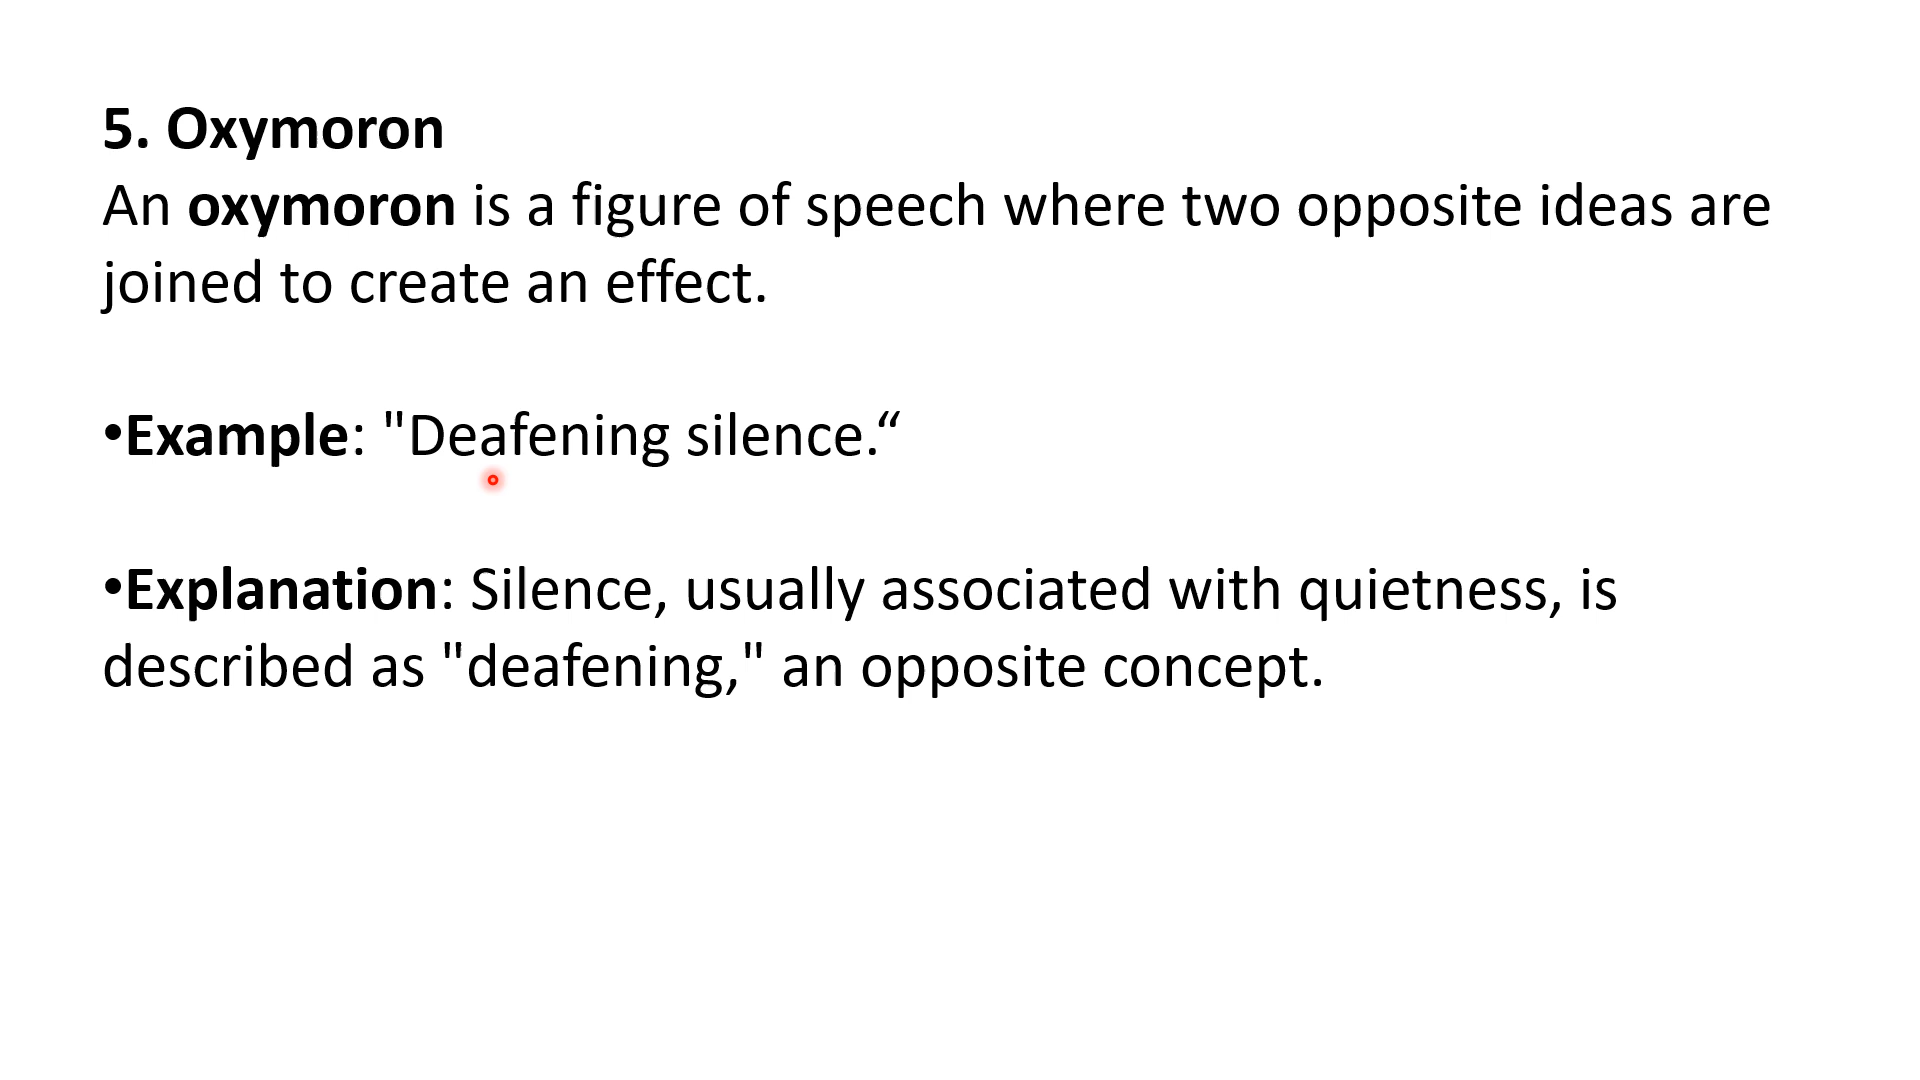 5. Oxymoron
An oxymoron is a figure of speech where two opposite ideas are
joined to create an effect.
•Example: "Deafening silence.“
•Explanation: Silence, usually associated with quietness, is
described as "deafening," an opposite concept.